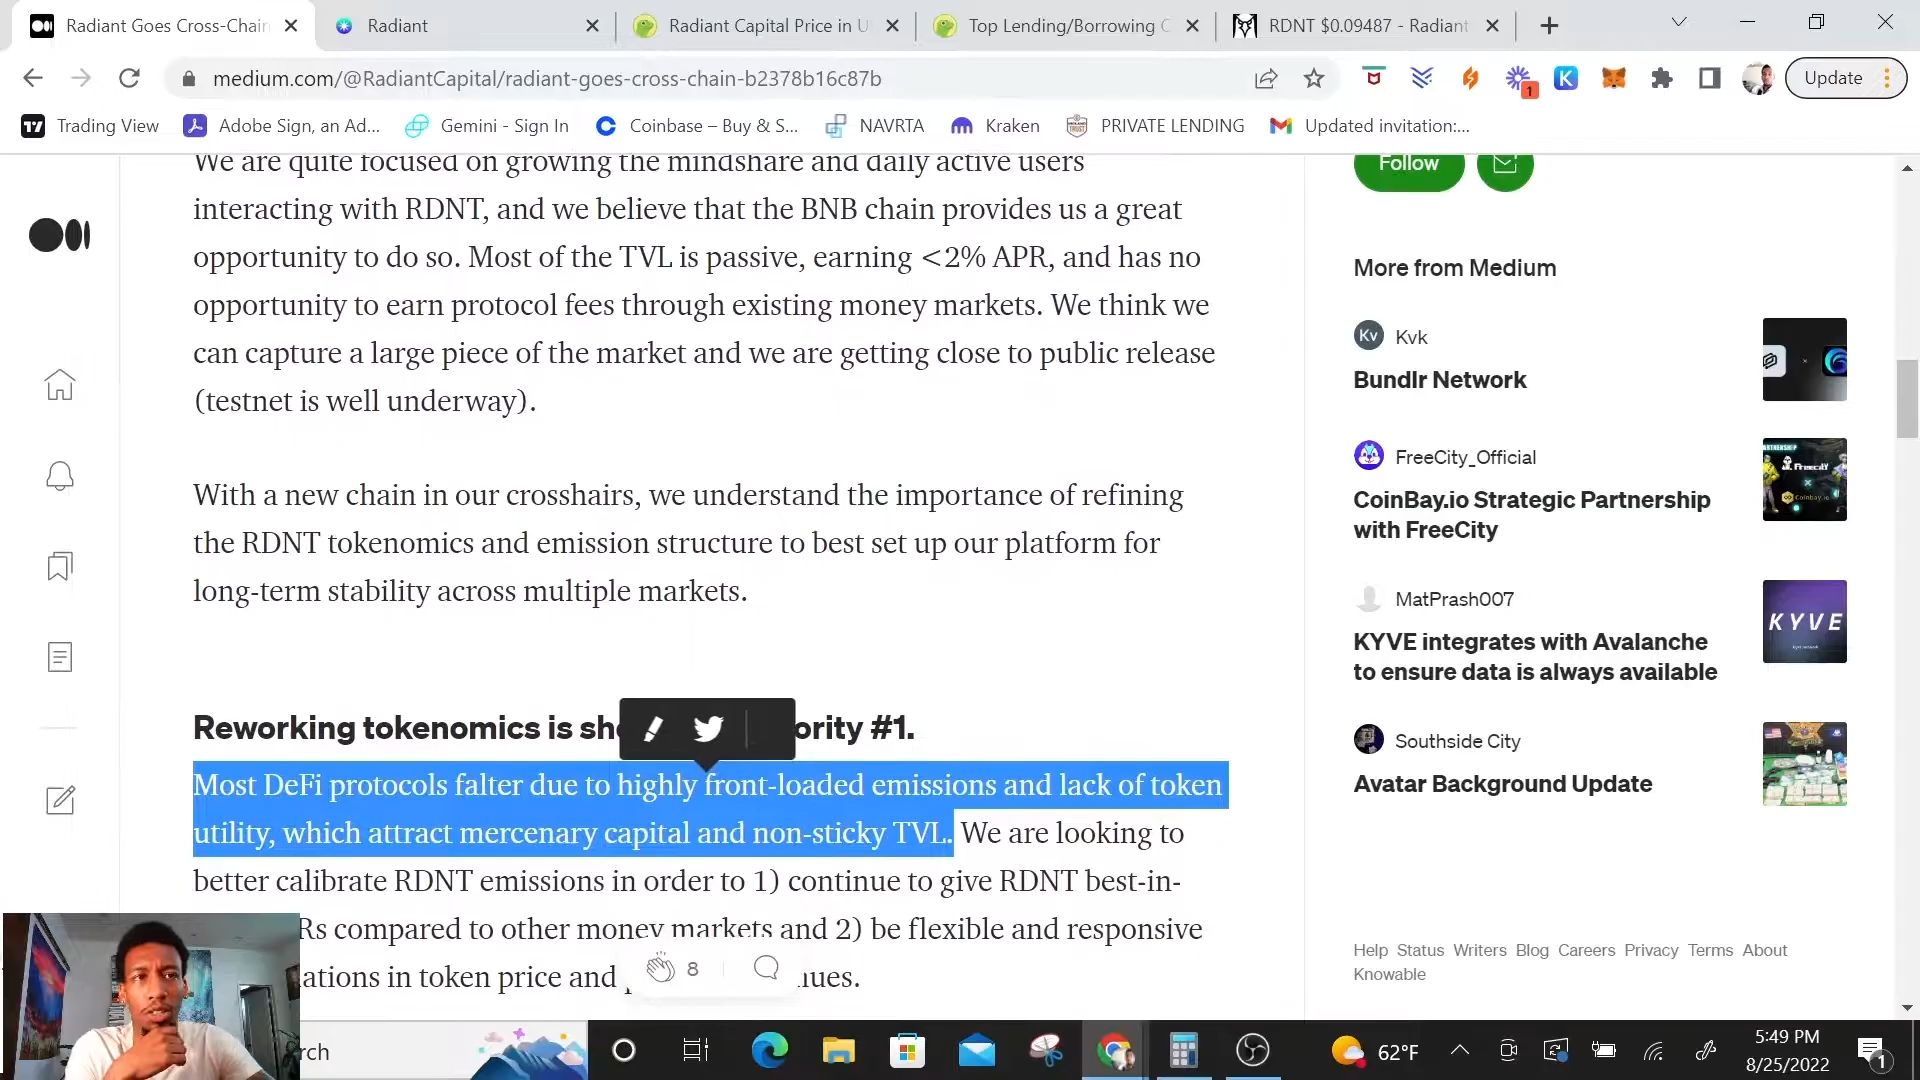 Radiant Goes Cross-Chain
Radiant
Radiant Capital Price in U
Top Lending/Borrowing C
RDNT $0.09487 - Radiant
medium.com/@RadiantCapital/radiant-goes-cross-chain-b2378b16c87b
1
K
Update
Trading View
Adobe Sign, an Ad...
Gemini - Sign In
Coinbase – Buy & S...
NAVRTA
Kraken
PRIVATE LENDING
Updated invitation:...
We are quite focused on growing the mindshare and daily active users
interacting with RDNT, and we believe that the BNB chain provides us a great
opportunity to do so. Most of the TVL is passive, earning <2% APR, and has no
opportunity to earn protocol fees through existing money markets. We think we
can capture a large piece of the market and we are getting close to public release
(testnet is well underway).
With a new chain in our crosshairs, we understand the importance of refining
the RDNT tokenomics and emission structure to best set up our platform for
long-term stability across multiple markets.
Reworking tokenomics is sh ority #1.
Most DeFi protocols falter due to highly front-loaded emissions and lack of token
utility, which attract mercenary capital and non-sticky TVL. We are looking to
better calibrate RDNT emissions in order to 1) continue to give RDNT best-in-
Rs compared to other money markets and 2) be flexible and responsive
ations in token price and nues.
8
Follow
More from Medium
Kv
Kvk
Bundlr Network
FreeCity_Official
CoinBay.io Strategic Partnership
with FreeCity
MatPrash007
KYVE integrates with Avalanche
to ensure data is always available
KYVE
Southside City
Avatar Background Update
Help Status Writers Blog Careers Privacy Terms About
Knowable
rch
62°F
5:49 PM
8/25/2022
1